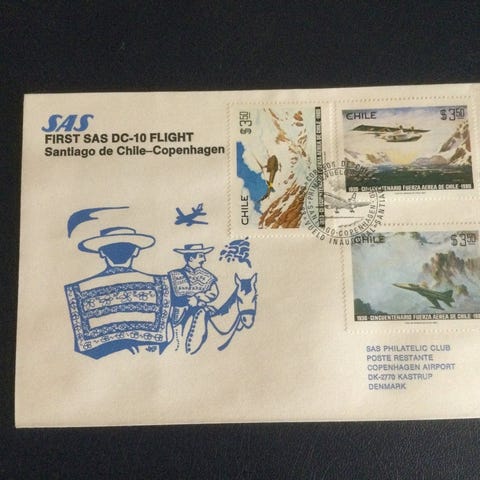 SAS
FIRST SAS DC-10 FLIGHT
Santiago de Chile–Copenhagen
CHILE
$3.50
CHILE
$3.50
1930-CINCUENTENARIO FUERZA AEREA DE CHILE-1980
CHILE
$3.50
1930-CINCUENTENARIO FUERZA AEREA DE CHILE-1980
SAS PHILATELIC CLUB
POSTE RESTANTE
COPENHAGEN AIRPORT
DK-2770 KASTRUP
DENMARK